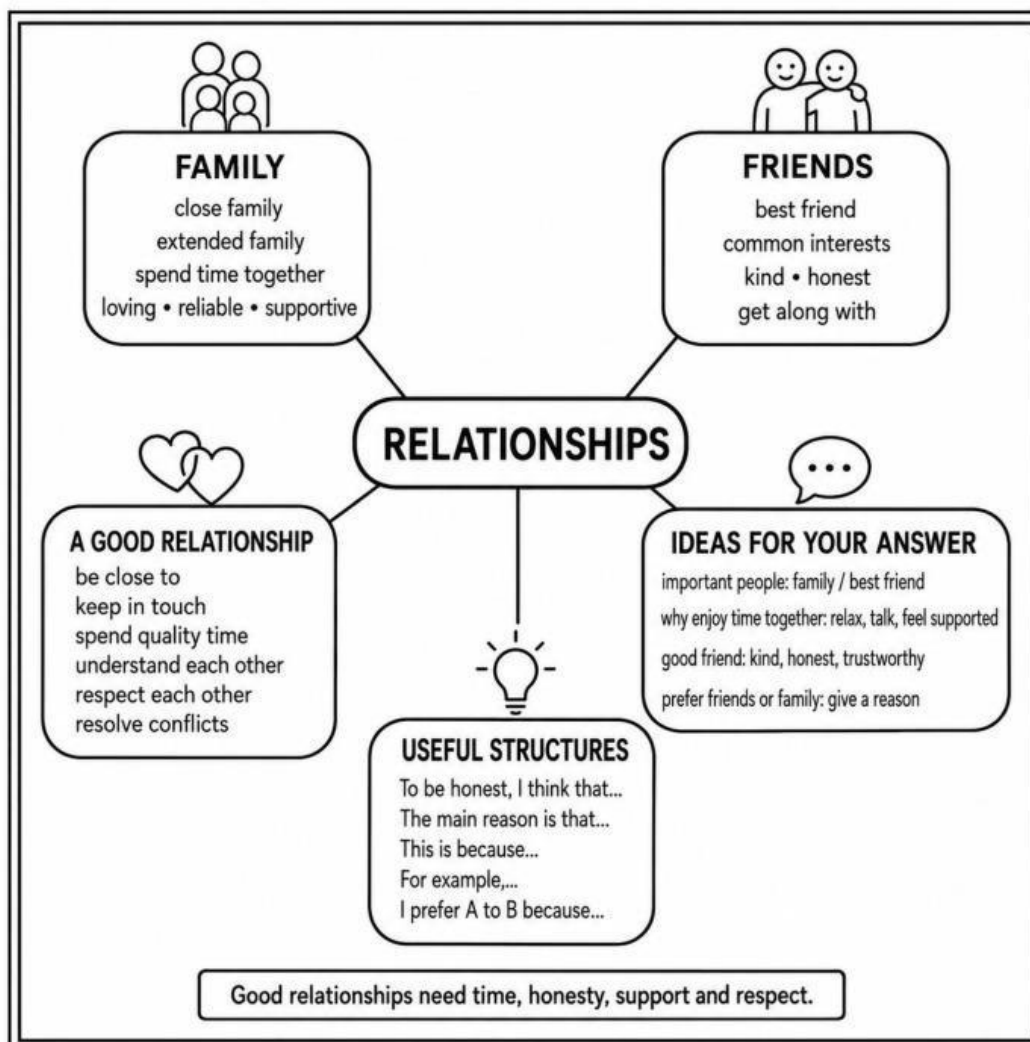 FAMILY
close family
extended family
spend time together
loving • reliable • supportive
FRIENDS
best friend
common interests
kind • honest
get along with
RELATIONSHIPS
A GOOD RELATIONSHIP
be close to
keep in touch
spend quality time
understand each other
respect each other
resolve conflicts
IDEAS FOR YOUR ANSWER
important people: family / best friend
why enjoy time together: relax, talk, feel supported
good friend: kind, honest, trustworthy
prefer friends or family: give a reason
USEFUL STRUCTURES
To be honest, I think that...
The main reason is that...
This is because...
For example,...
I prefer A to B because...
Good relationships need time, honesty, support and respect.